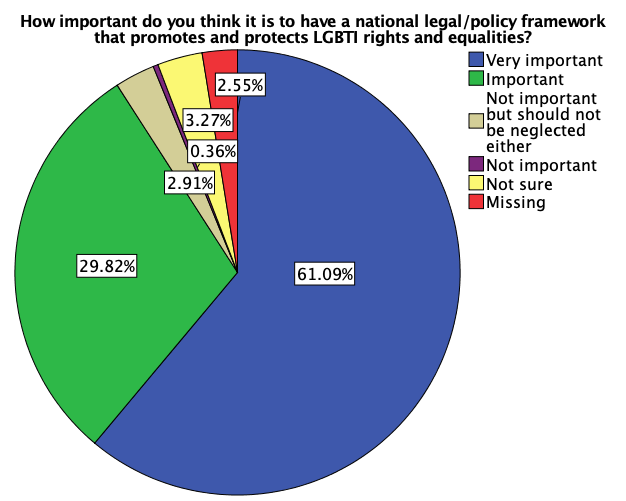 How important do you think it is to have a national legal/policy framework
that promotes and protects LGBTI rights and equalities?
Very important
Important
Not important
but should not
be neglected
either
Not important
Not sure
Missing
2.55%
3.27%
0.36%
2.91%
29.82%
61.09%